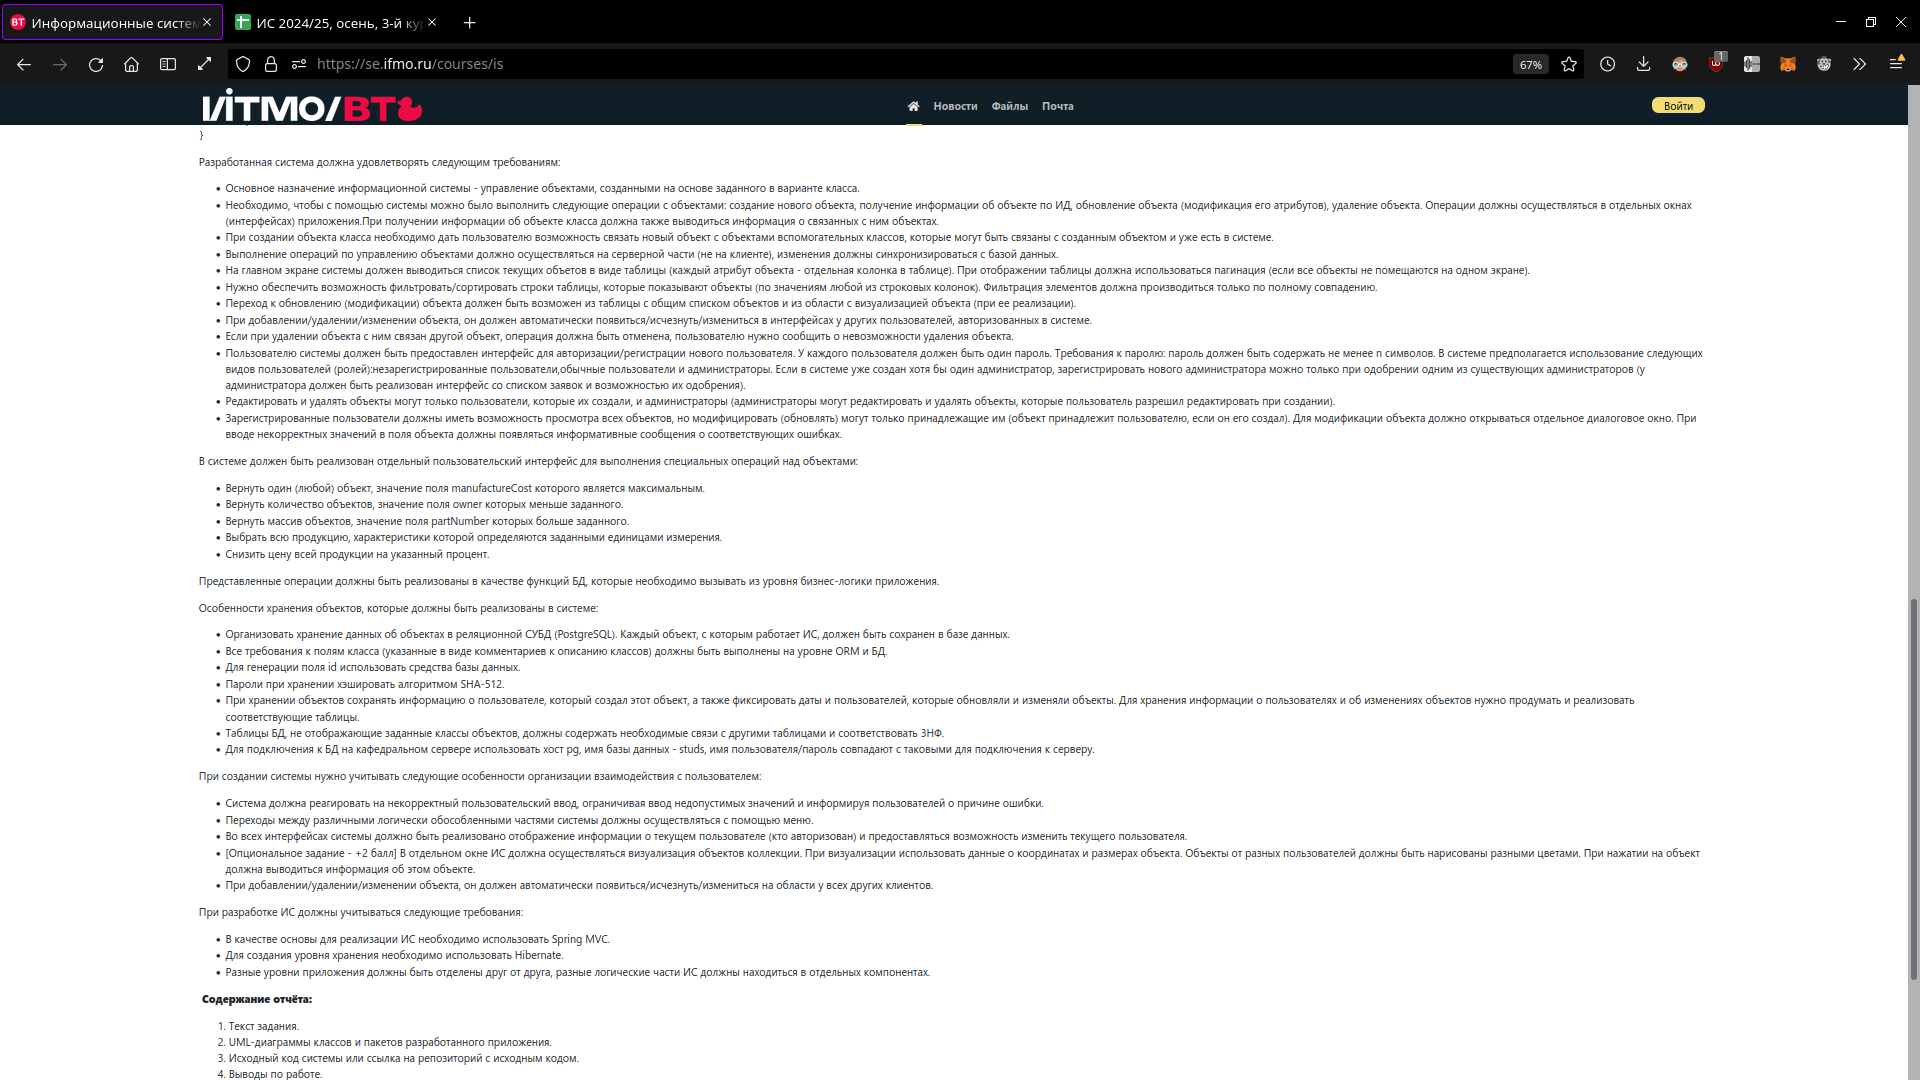 Информационные систем
ИС 2024/25, осень, 3-й ку
https://se.ifmo.ru/courses/is
67%
1
ИТМО/ВТ
Новости
Файлы
Почта
Войти
}
Разработанная система должна удовлетворять следующим требованиям:
• Основное назначение информационной системы - управление объектами, созданными на основе заданного в варианте класса.
• Необходимо, чтобы с помощью системы можно было выполнить следующие операции с объектами: создание нового объекта, получение информации об объекте по ИД, обновление объекта (модификация его атрибутов), удаление объекта. Операции должны осуществляться в отдельных окнах
(интерфейсах) приложения.При получении информации об объекте класса должна также выводиться информация о связанных с ним объектах.
• При создании объекта класса необходимо дать пользователю возможность связать новый объект с объектами вспомогательных классов, которые могут быть связаны с созданным объектом и уже есть в системе.
• Выполнение операций по управлению объектами должно осуществляться на серверной части (не на клиенте), изменения должны синхронизироваться с базой данных.
• На главном экране системы должен выводиться список текущих объетов в виде таблицы (каждый атрибут объекта - отдельная колонка в таблице). При отображении таблицы должна использоваться пагинация (если все объекты не помещаются на одном экране).
• Нужно обеспечить возможность фильтровать/сортировать строки таблицы, которые показывают объекты (по значениям любой из строковых колонок). Фильтрация элементов должна производиться только по полному совпадению.
• Переход к обновлению (модификации) объекта должен быть возможен из таблицы с общим списком объектов и из области с визуализацией объекта (при ее реализации).
• При добавлении/удалении/изменении объекта, он должен автоматически появиться/исчезнуть/измениться в интерфейсах у других пользователей, авторизованных в системе.
• Если при удалении объекта с ним связан другой объект, операция должна быть отменена, пользователю нужно сообщить о невозможности удаления объекта.
• Пользователю системы должен быть предоставлен интерфейс для авторизации/регистрации нового пользователя. У каждого пользователя должен быть один пароль. Требования к паролю: пароль должен быть содержать не менее n символов. В системе предполагается использование следующих
видов пользователей (ролей):незарегистрированные пользователи,обычные пользователи и администраторы. Если в системе уже создан хотя бы один администратор, зарегистрировать нового администратора можно только при одобрении одним из существующих администраторов (у
администратора должен быть реализован интерфейс со списком заявок и возможностью их одобрения).
• Редактировать и удалять объекты могут только пользователи, которые их создали, и администраторы (администраторы могут редактировать и удалять объекты, которые пользователь разрешил редактировать при создании).
• Зарегистрированные пользователи должны иметь возможность просмотра всех объектов, но модифицировать (обновлять) могут только принадлежащие им (объект принадлежит пользователю, если он его создал). Для модификации объекта должно открываться отдельное диалоговое окно. При
вводе некорректных значений в поля объекта должны появляться информативные сообщения о соответствующих ошибках.
В системе должен быть реализован отдельный пользовательский интерфейс для выполнения специальных операций над объектами:
• Вернуть один (любой) объект, значение поля manufactureCost которого является максимальным.
• Вернуть количество объектов, значение поля owner которых меньше заданного.
• Вернуть массив объектов, значение поля partNumber которых больше заданного.
• Выбрать всю продукцию, характеристики которой определяются заданными единицами измерения.
• Снизить цену всей продукции на указанный процент.
Представленные операции должны быть реализованы в качестве функций БД, которые необходимо вызывать из уровня бизнес-логики приложения.
Особенности хранения объектов, которые должны быть реализованы в системе:
• Организовать хранение данных об объектах в реляционной СУБД (PostgreSQL). Каждый объект, с которым работает ИС, должен быть сохранен в базе данных.
• Все требования к полям класса (указанные в виде комментариев к описанию классов) должны быть выполнены на уровне ORM и БД.
• Для генерации поля id использовать средства базы данных.
• Пароли при хранении хэшировать алгоритмом SHA-512.
• При хранении объектов сохранять информацию о пользователе, который создал этот объект, а также фиксировать даты и пользователей, которые обновляли и изменяли объекты. Для хранения информации о пользователях и об изменениях объектов нужно продумать и реализовать
соответствующие таблицы.
• Таблицы БД, не отображающие заданные классы объектов, должны содержать необходимые связи с другими таблицами и соответствовать 3НФ.
• Для подключения к БД на кафедральном сервере использовать хост pg, имя базы данных - studs, имя пользователя/пароль совпадают с таковыми для подключения к серверу.
При создании системы нужно учитывать следующие особенности организации взаимодействия с пользователем:
• Система должна реагировать на некорректный пользовательский ввод, ограничивая ввод недопустимых значений и информируя пользователей о причине ошибки.
• Переходы между различными логически обособленными частями системы должны осуществляться с помощью меню.
• Во всех интерфейсах системы должно быть реализовано отображение информации о текущем пользователе (кто авторизован) и предоставляться возможность изменить текущего пользователя.
• [Опциональное задание - +2 балл] В отдельном окне ИС должна осуществляться визуализация объектов коллекции. При визуализации использовать данные о координатах и размерах объекта. Объекты от разных пользователей должны быть нарисованы разными цветами. При нажатии на объект
должна выводиться информация об этом объекте.
• При добавлении/удалении/изменении объекта, он должен автоматически появиться/исчезнуть/измениться на области у всех других клиентов.
При разработке ИС должны учитываться следующие требования:
• В качестве основы для реализации ИС необходимо использовать Spring MVC.
• Для создания уровня хранения необходимо использовать Hibernate.
• Разные уровни приложения должны быть отделены друг от друга, разные логические части ИС должны находиться в отдельных компонентах.
Содержание отчёта:
1. Текст задания.
2. UML-диаграммы классов и пакетов разработанного приложения.
3. Исходный код системы или ссылка на репозиторий с исходным кодом.
4. Выводы по работе.